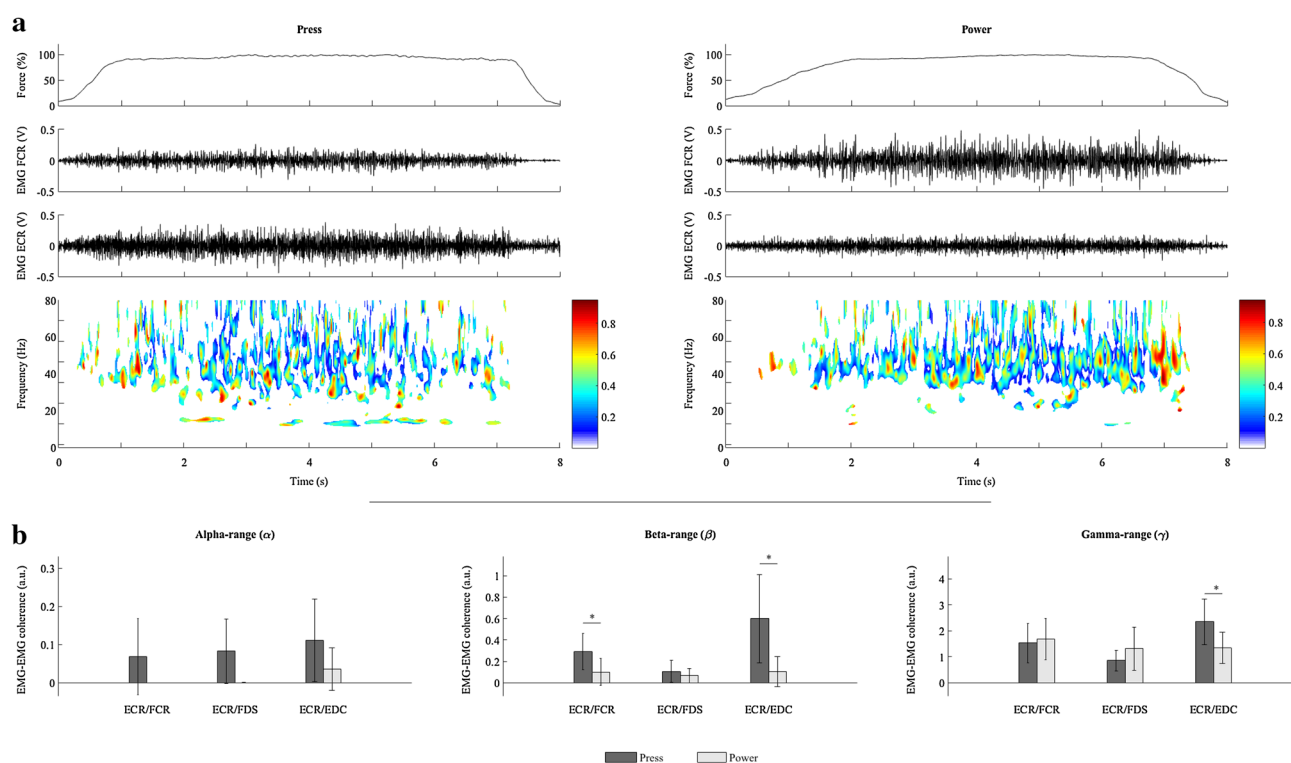 a
Press
Power
Force (%)
100
50
0
Force (%)
100
50
0
EMG FCR (V)
0.5
0
-0.5
EMG FCR (V)
0.5
0
-0.5
EMG ECR (V)
0.5
0
-0.5
EMG ECR (V)
0.5
0
-0.5
Frequency (Hz)
80
60
40
20
0
0.8
0.6
0.4
0.2
0 2 4 6 8
Time (s)
Frequency (Hz)
80
60
40
20
0
0.8
0.6
0.4
0.2
0 2 4 6 8
Time (s)
b
Alpha-range (α)
EMG-EMG coherence (a.u.)
0.3
0.2
0.1
0
ECR/FCR ECR/FDS ECR/EDC
Beta-range (β)
EMG-EMG coherence (a.u.)
1
0.8
0.6
0.4
0.2
0
*
*
ECR/FCR ECR/FDS ECR/EDC
Gamma-range (γ)
EMG-EMG coherence (a.u.)
4
3
2
1
0
*
ECR/FCR ECR/FDS ECR/EDC
Press Power